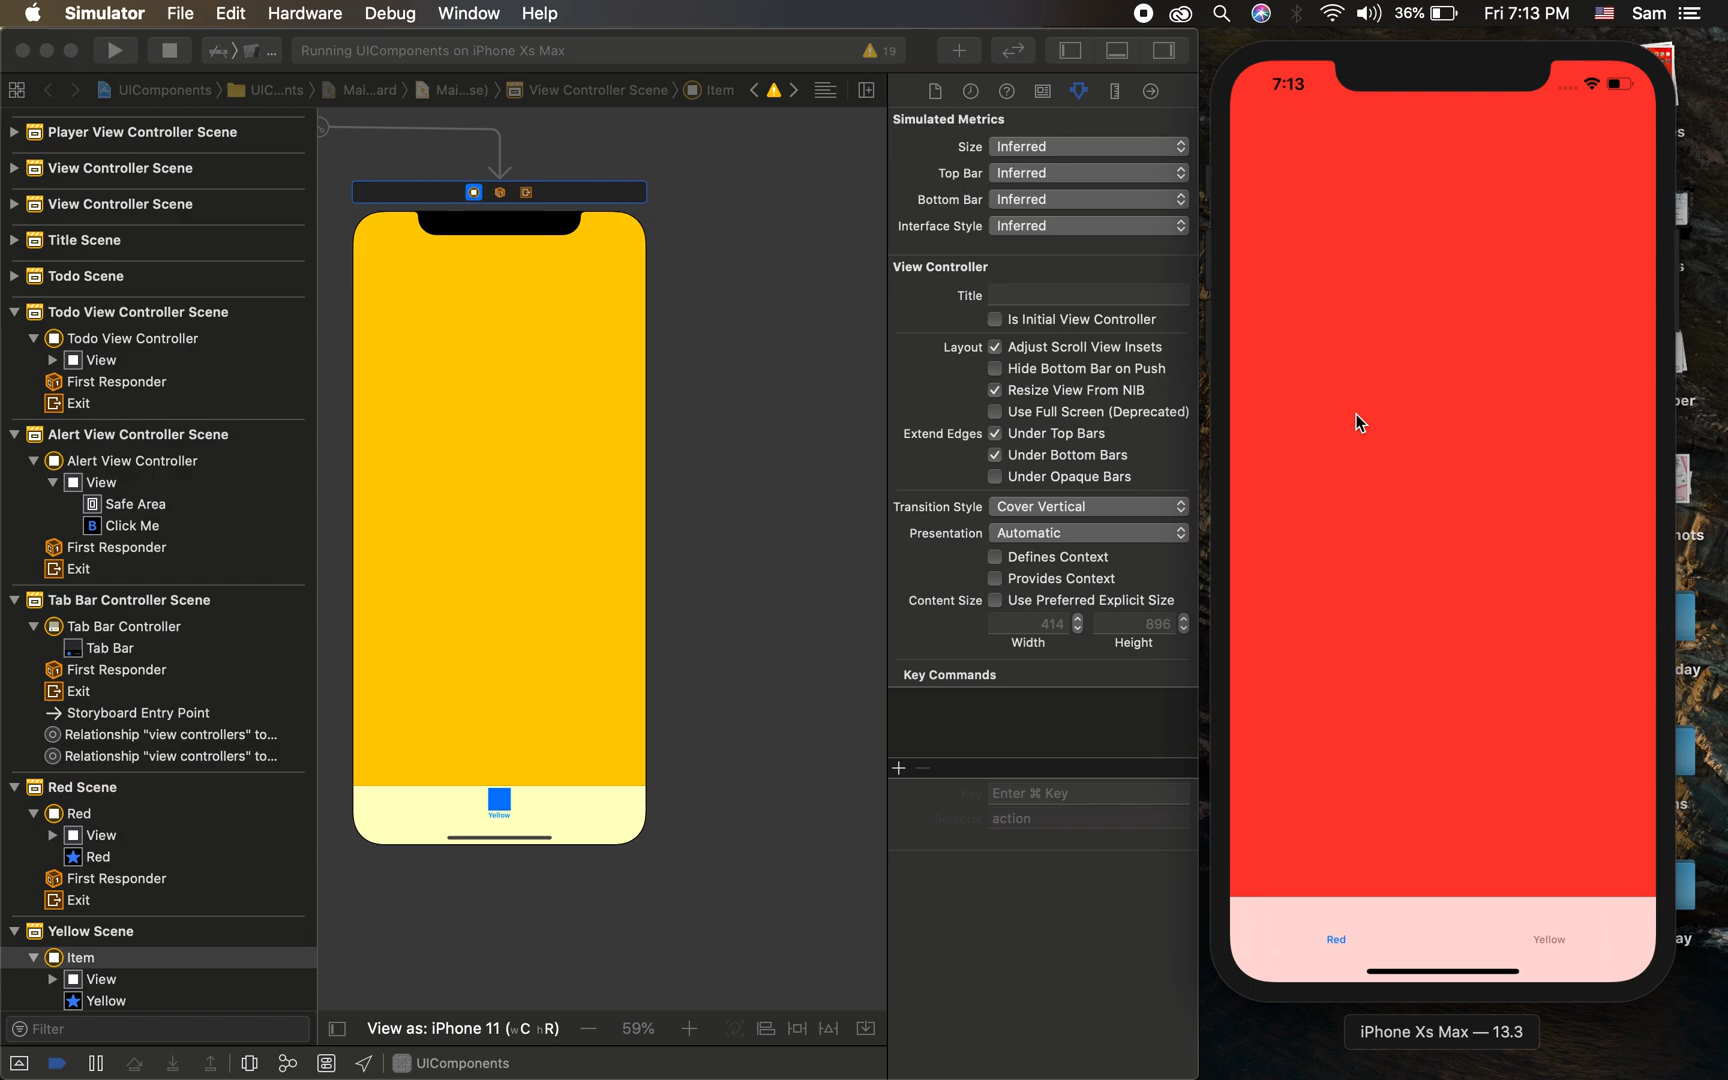 Simulator File Edit Hardware Debug Window Help 36% Fri 7:13 PM Sam
Running UIComponents on iPhone Xs Max 19
UIComponents UIC...nts Mai...ard Mai...se) View Controller Scene Item
Player View Controller Scene
View Controller Scene
View Controller Scene
Title Scene
Todo Scene
Todo View Controller Scene
Todo View Controller
View
First Responder
Exit
Alert View Controller Scene
Alert View Controller
View
Safe Area
B Click Me
First Responder
Exit
Tab Bar Controller Scene
Tab Bar Controller
Tab Bar
First Responder
Exit
Storyboard Entry Point
Relationship "view controllers" to...
Relationship "view controllers" to...
Red Scene
Red
View
Red
First Responder
Exit
Yellow Scene
Item
View
Yellow
Filter
Yellow
View as: iPhone 11 (wC hR) 59%
UIComponents
Simulated Metrics
Size Inferred
Top Bar Inferred
Bottom Bar Inferred
Interface Style Inferred
View Controller
Title
Is Initial View Controller
Layout Adjust Scroll View Insets
Hide Bottom Bar on Push
Resize View From NIB
Use Full Screen (Deprecated)
Extend Edges Under Top Bars
Under Bottom Bars
Under Opaque Bars
Transition Style Cover Vertical
Presentation Automatic
Defines Context
Provides Context
Content Size Use Preferred Explicit Size
414 896
Width Height
Key Commands
Key Enter ⌘ Key
Selector action
7:13
Red Yellow
iPhone Xs Max — 13.3